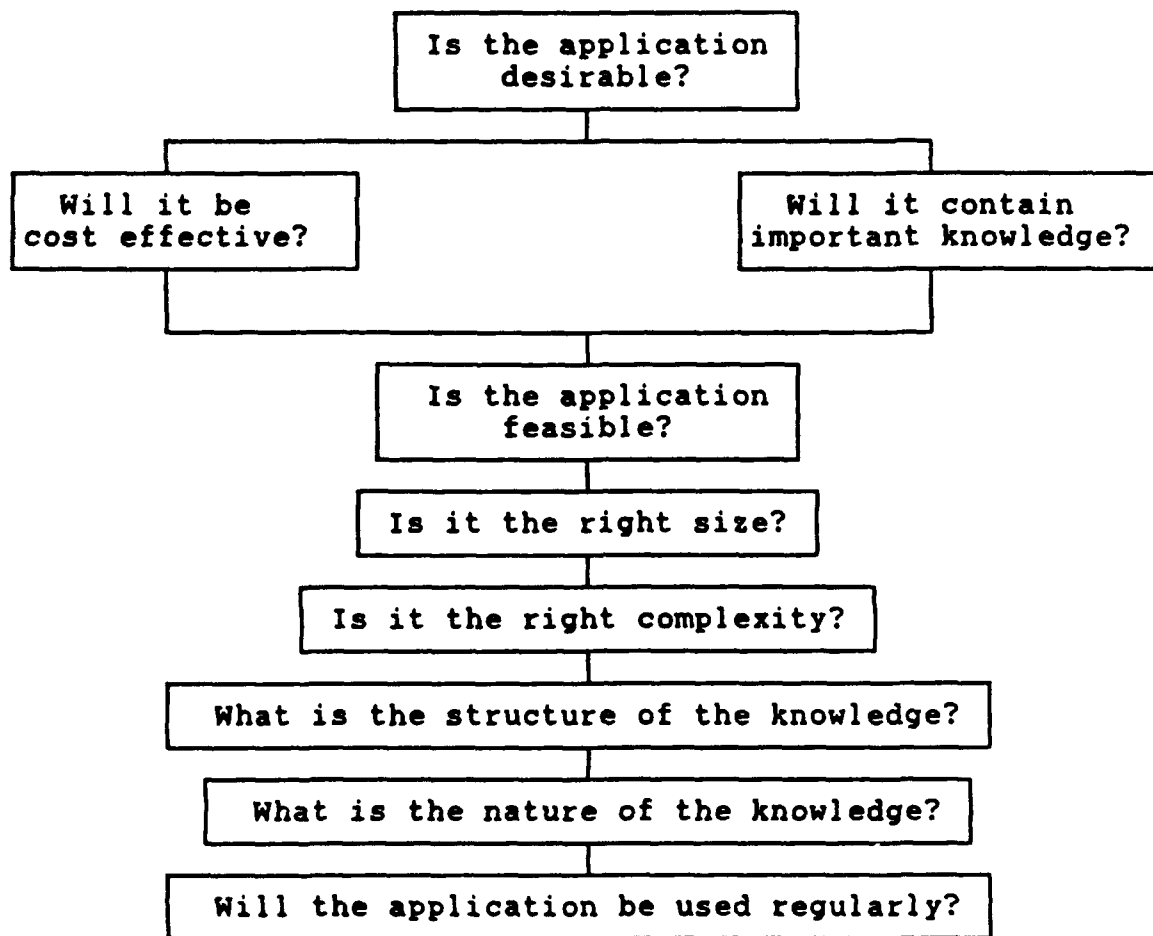 Is the application
desirable?
Will it be
cost effective?
Will it contain
important knowledge?
Is the application
feasible?
Is it the right size?
Is it the right complexity?
What is the structure of the knowledge?
What is the nature of the knowledge?
Will the application be used regularly?